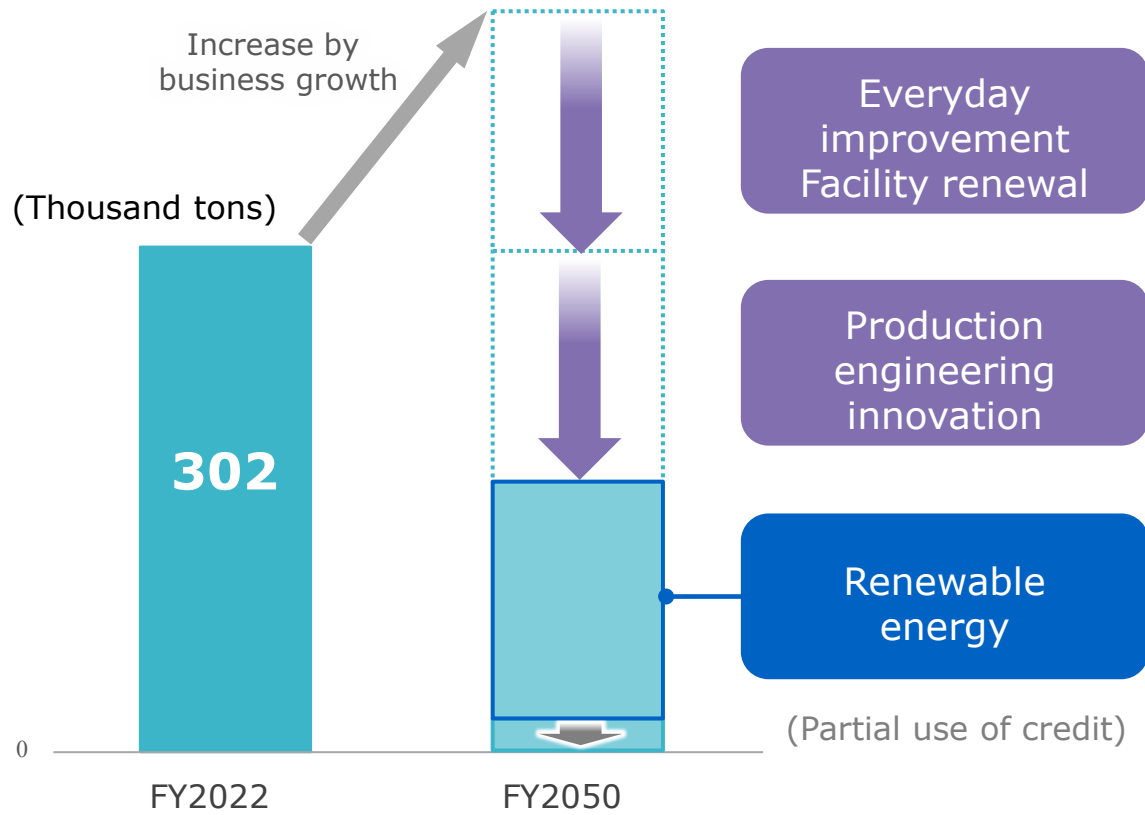 Increase by
business growth
(Thousand tons)
302
0
FY2022
FY2050
Everyday
improvement
Facility renewal
Production
engineering
innovation
Renewable
energy
(Partial use of credit)